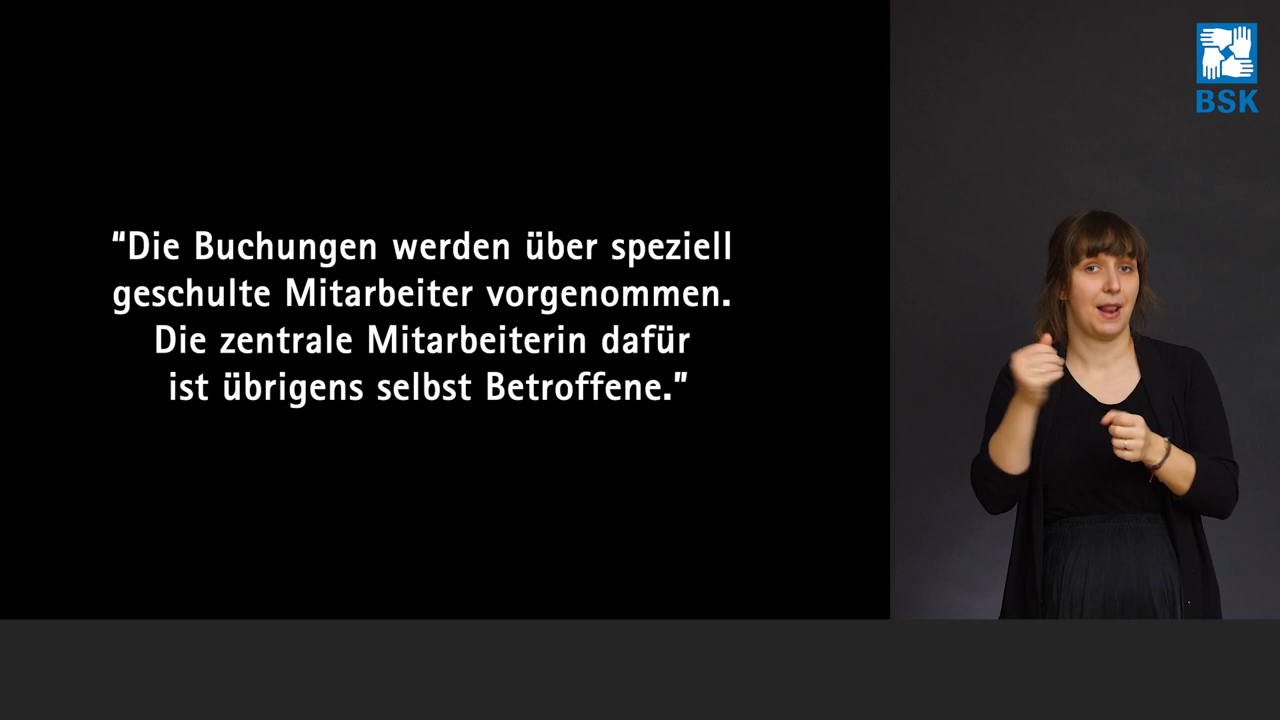 “Die Buchungen werden über speziell
geschulte Mitarbeiter vorgenommen.
Die zentrale Mitarbeiterin dafür
ist übrigens selbst Betroffene.”
BSK